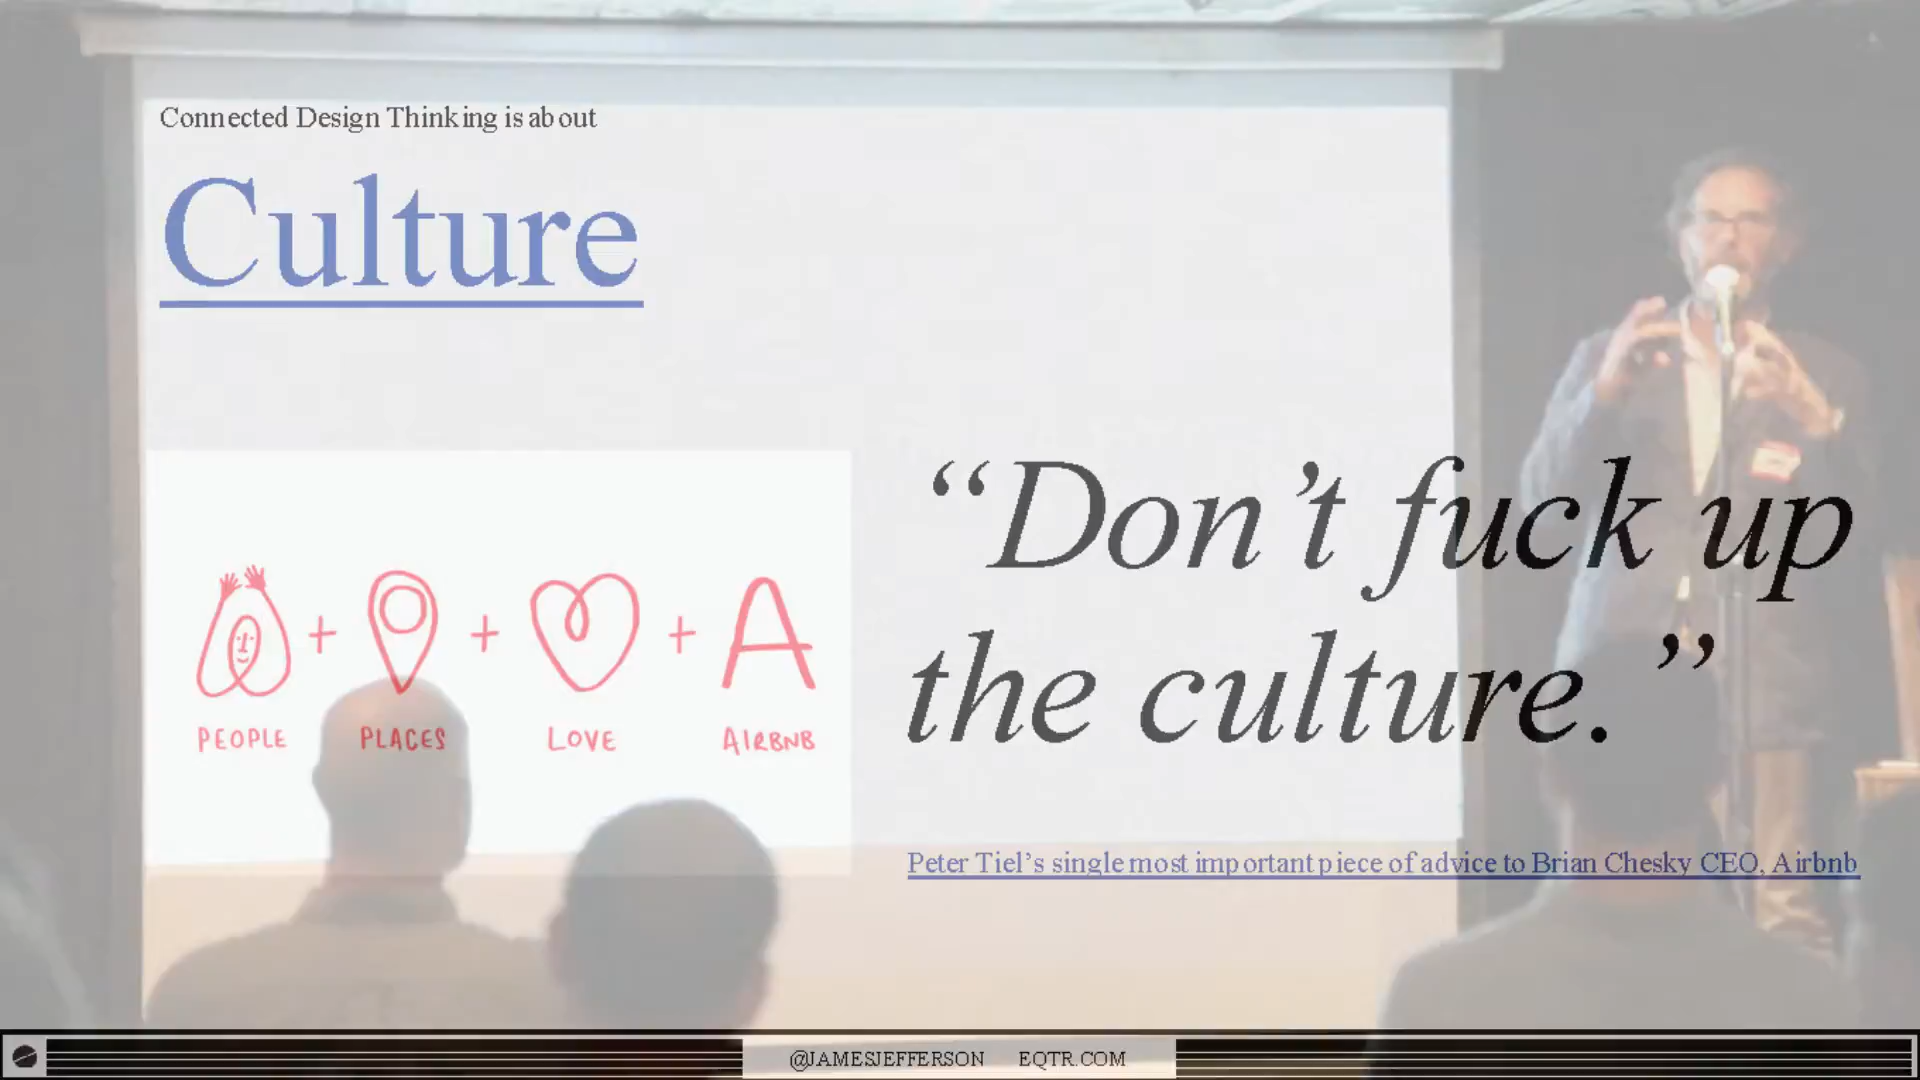 Connected Design Thinking is about
Culture
“Don’t fuck up
the culture.”
PEOPLE + PLACES + LOVE + A AIRBNB
Peter Tiel’s single most important piece of advice to Brian Chesky CEO, Airbnb
@JAMESJEFFERSON EQTR.COM